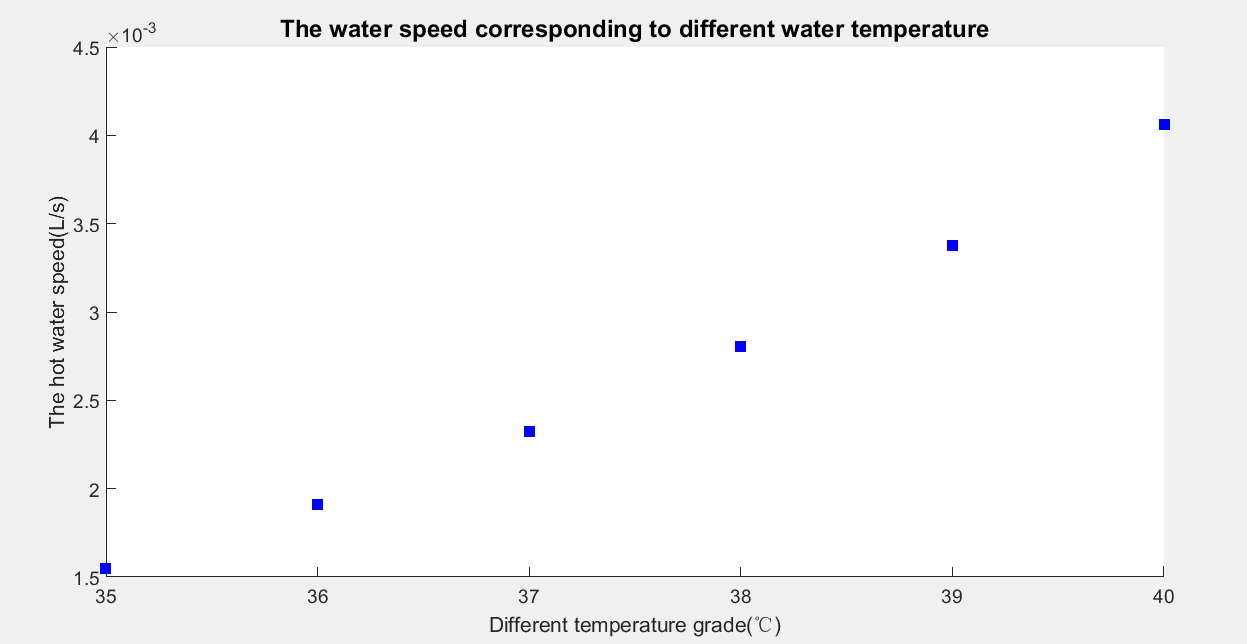 The water speed corresponding to different water temperature
×10-3
4.5
4
3.5
3
2.5
2
1.5
The hot water speed(L/s)
35 36 37 38 39 40
Different temperature grade(℃)